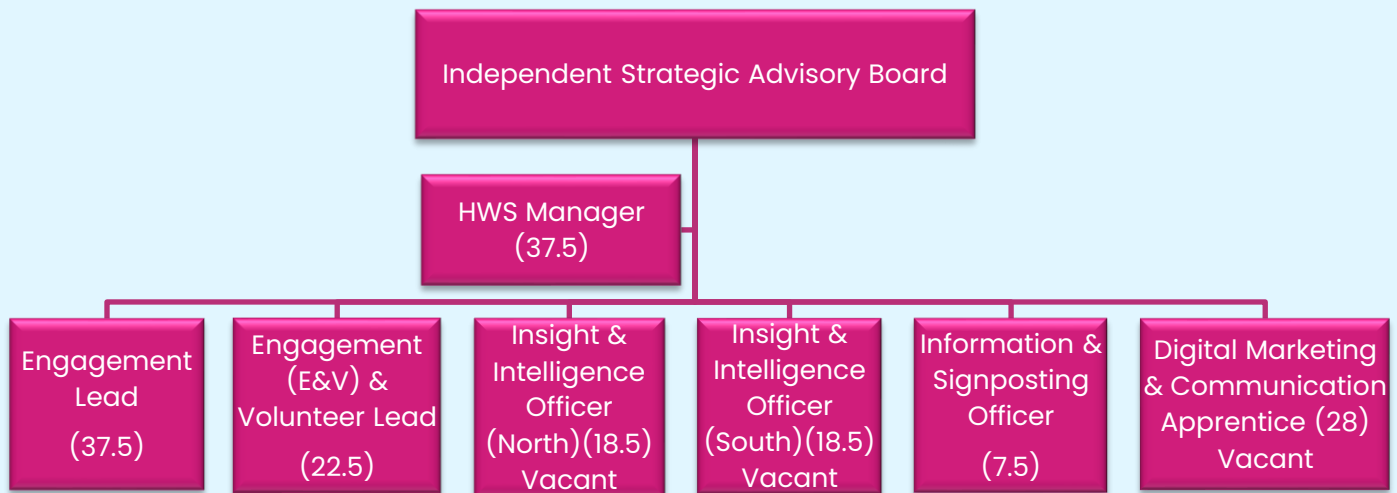 Independent Strategic Advisory Board
HWS Manager
(37.5)
Engagement
Lead
(37.5)
Engagement
(E&V) &
Volunteer Lead
(22.5)
Insight &
Intelligence
Officer
(North)(18.5)
Vacant
Insight &
Intelligence
Officer
(South)(18.5)
Vacant
Information &
Signposting
Officer
(7.5)
Digital Marketing
& Communication
Apprentice (28)
Vacant